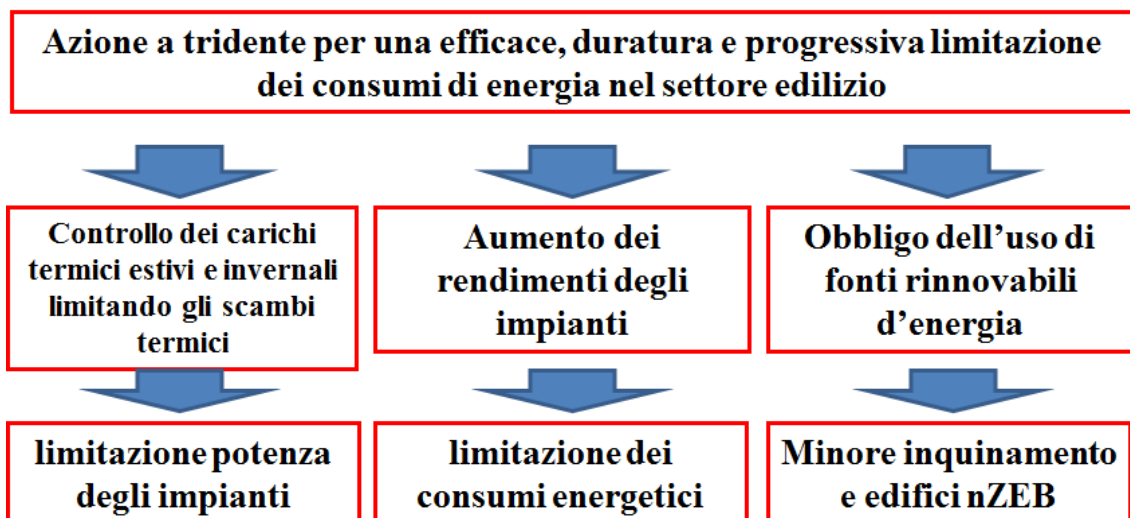 Azione a tridente per una efficace, duratura e progressiva limitazione
dei consumi di energia nel settore edilizio
Controllo dei carichi
termici estivi e invernali
limitando gli scambi
termici
Aumento dei
rendimenti degli
impianti
Obbligo dell’uso di
fonti rinnovabili
d’energia
limitazione potenza
degli impianti
limitazione dei
consumi energetici
Minore inquinamento
e edifici nZEB